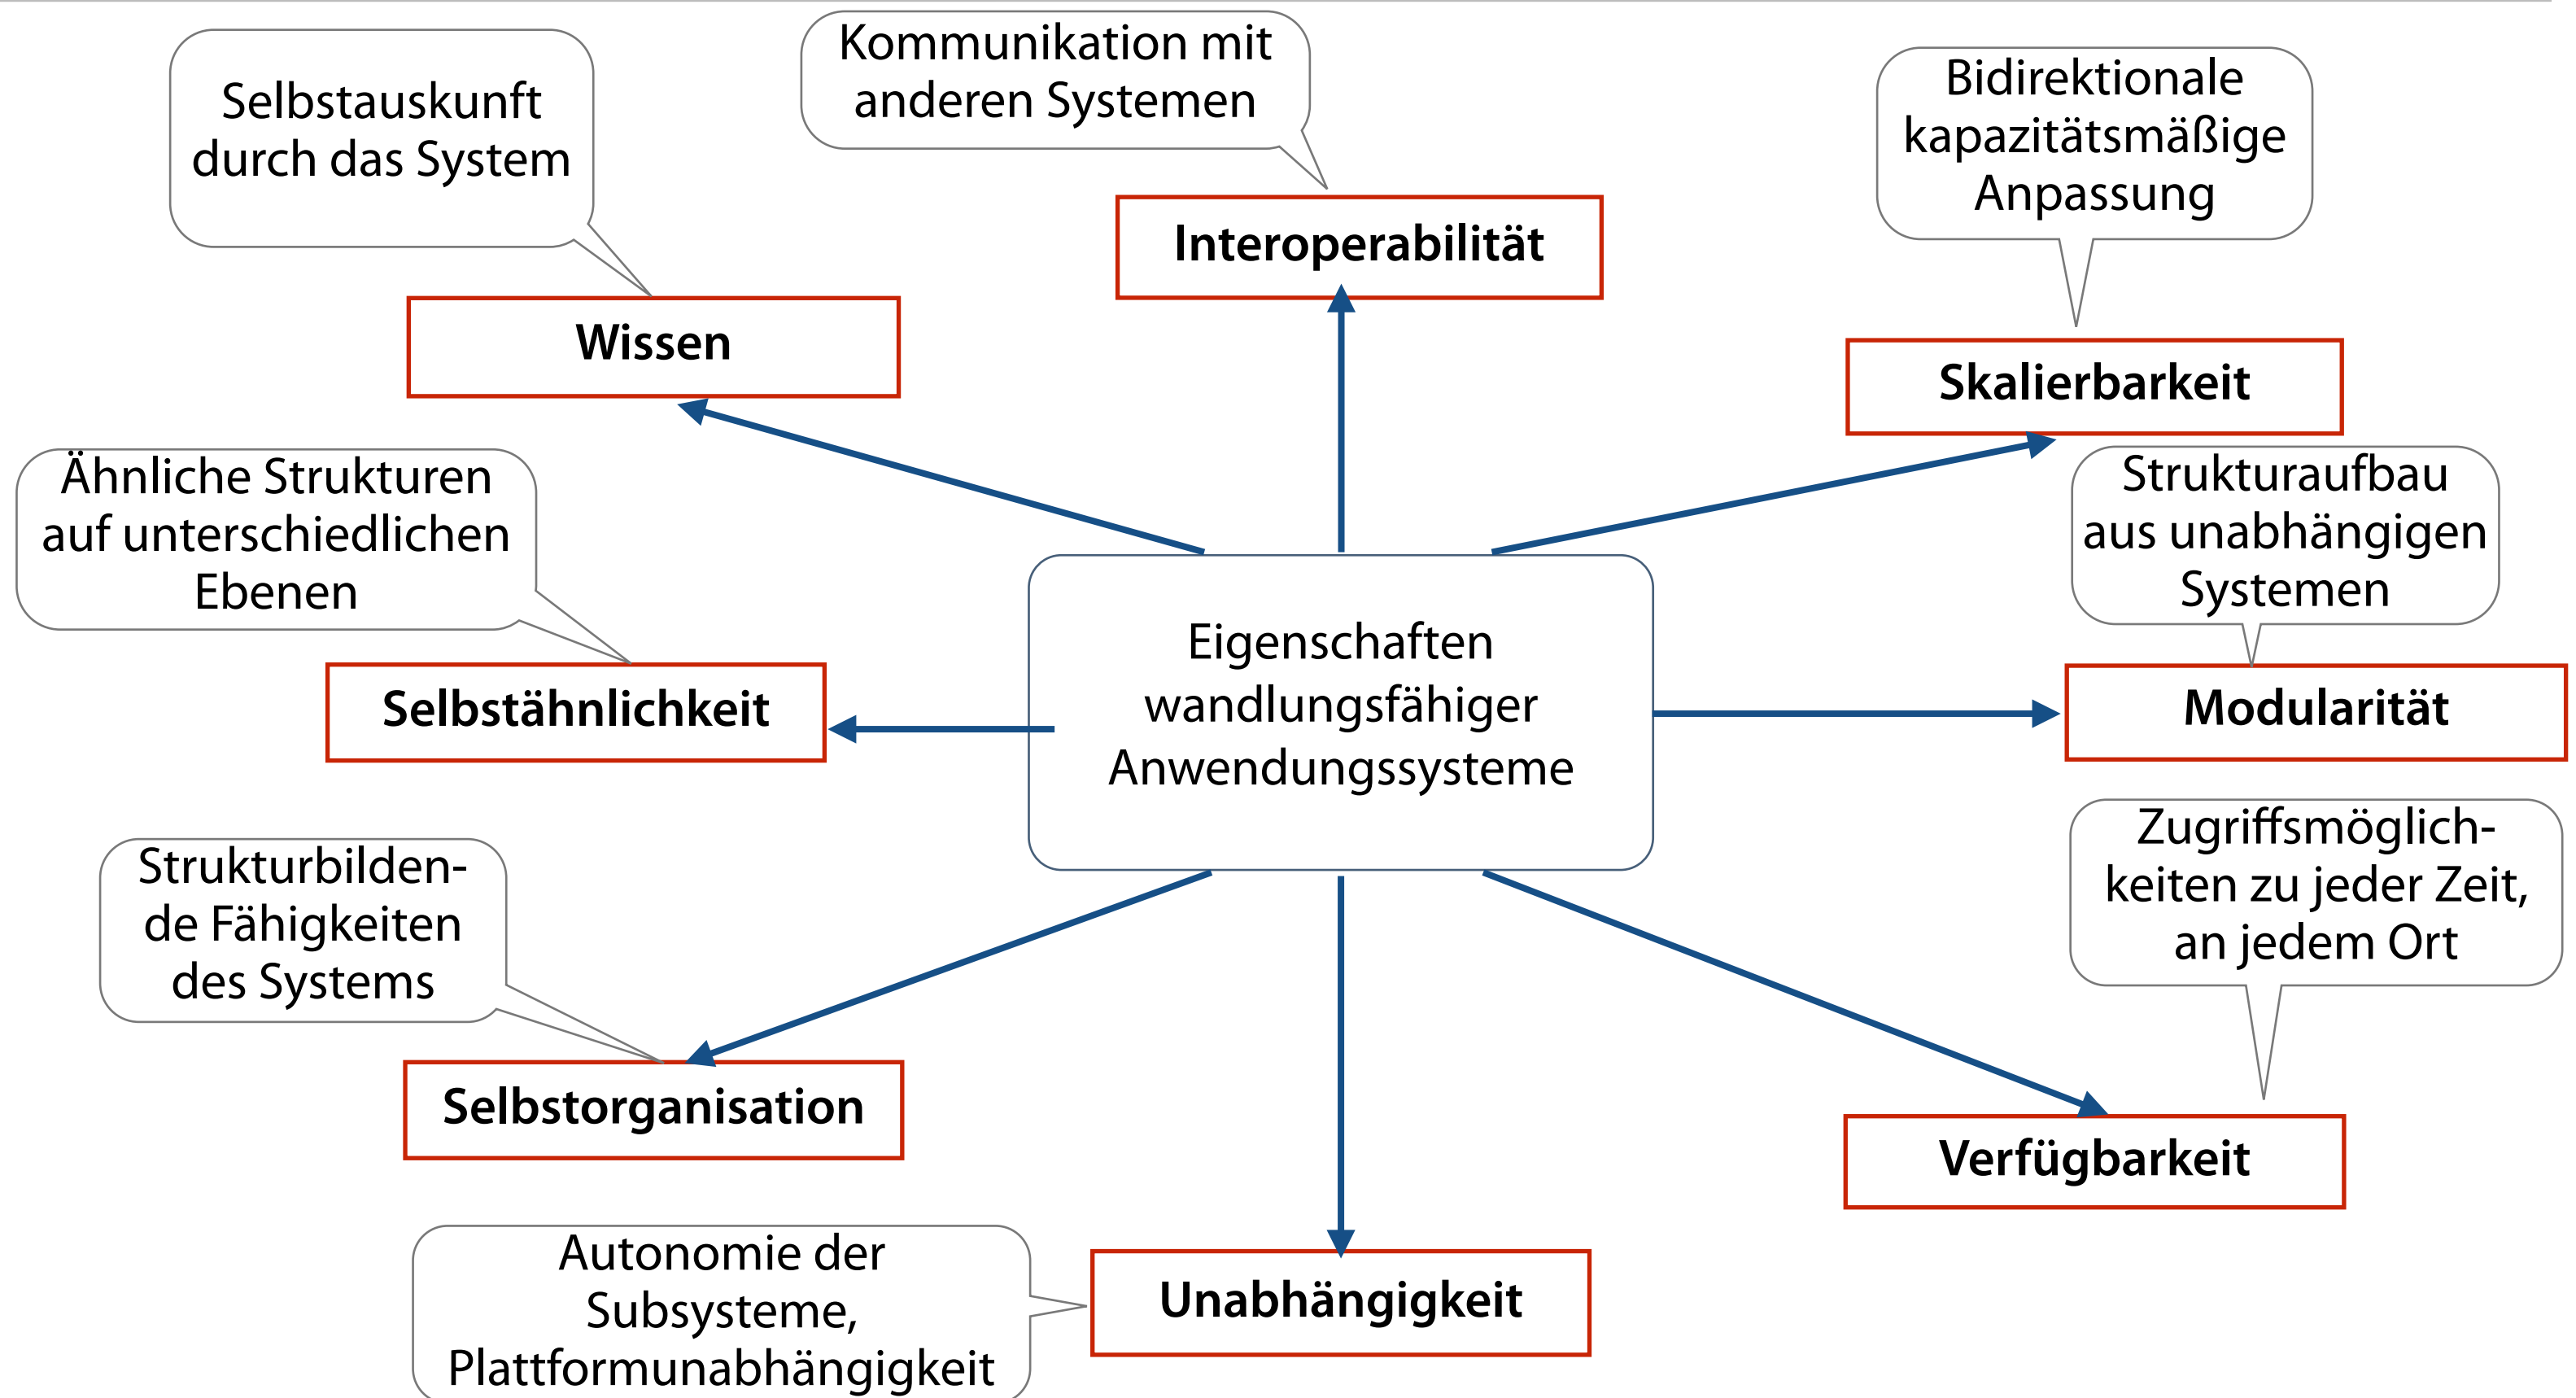 Kommunikation mit
anderen Systemen
Selbstauskunft
durch das System
Bidirektionale
kapazitätsmäßige
Anpassung
Interoperabilität
Wissen
Skalierbarkeit
Ähnliche Strukturen
auf unterschiedlichen
Ebenen
Strukturaufbau
aus unabhängigen
Systemen
Eigenschaften
wandlungsfähiger
Anwendungssysteme
Selbstähnlichkeit
Modularität
Strukturbilden-
de Fähigkeiten
des Systems
Zugriffsmöglich-
keiten zu jeder Zeit,
an jedem Ort
Selbstorganisation
Verfügbarkeit
Autonomie der
Subsysteme,
Plattformunabhängigkeit
Unabhängigkeit